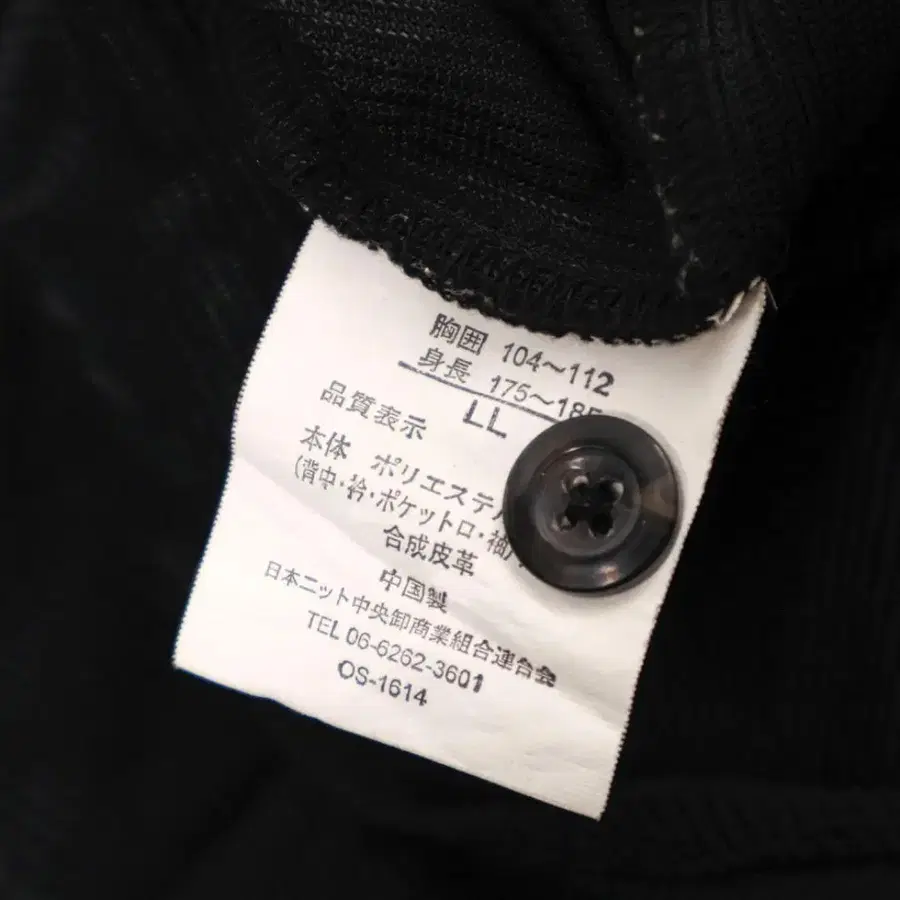 胸囲 104～112
身長 175～185
LL
品質表示
本体 ポリエステ
(背中・衿・ポケット口・袖
合成皮革
中国製
日本ニット中央卸商業組合連合会
TEL 06-6262-3601
OS-1614